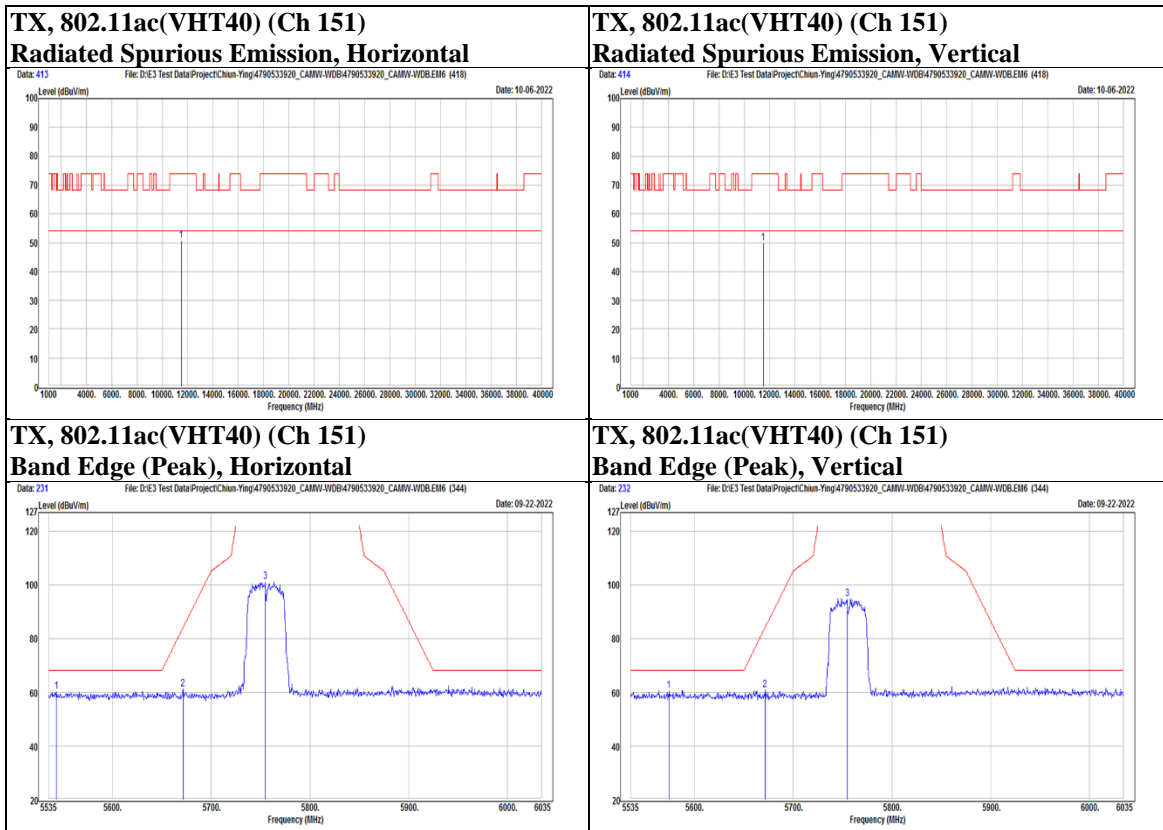 TX, 802.11ac(VHT40) (Ch 151)
Radiated Spurious Emission, Horizontal
Data: 413 File: D:\E3 Test Data\Project\Chiun-Ying\4790533920_CAMW-WDB\4790533920_CAMW-WDB.EM6 (418)
Level (dBuV/m) Date: 10-06-2022
100
90
80
70
60
50
40
30
20
10
0
1
1000 4000. 6000. 8000. 10000. 12000. 14000. 16000. 18000. 20000. 22000. 24000. 26000. 28000. 30000. 32000. 34000. 36000. 38000. 40000
Frequency (MHz)
TX, 802.11ac(VHT40) (Ch 151)
Radiated Spurious Emission, Vertical
Data: 414 File: D:\E3 Test Data\Project\Chiun-Ying\4790533920_CAMW-WDB\4790533920_CAMW-WDB.EM6 (418)
Level (dBuV/m) Date: 10-06-2022
100
90
80
70
60
50
40
30
20
10
0
1
1000 4000. 6000. 8000. 10000. 12000. 14000. 16000. 18000. 20000. 22000. 24000. 26000. 28000. 30000. 32000. 34000. 36000. 38000. 40000
Frequency (MHz)
TX, 802.11ac(VHT40) (Ch 151)
Band Edge (Peak), Horizontal
Data: 231 File: D:\E3 Test Data\Project\Chiun-Ying\4790533920_CAMW-WDB\4790533920_CAMW-WDB.EM6 (344)
127 Level (dBuV/m) Date: 09-22-2022
120
100
80
60
40
20
1 2 3
5535 5600. 5700. 5800. 5900. 6000. 6035
Frequency (MHz)
TX, 802.11ac(VHT40) (Ch 151)
Band Edge (Peak), Vertical
Data: 232 File: D:\E3 Test Data\Project\Chiun-Ying\4790533920_CAMW-WDB\4790533920_CAMW-WDB.EM6 (344)
127 Level (dBuV/m) Date: 09-22-2022
120
100
80
60
40
20
1 2 3
5535 5600. 5700. 5800. 5900. 6000. 6035
Frequency (MHz)